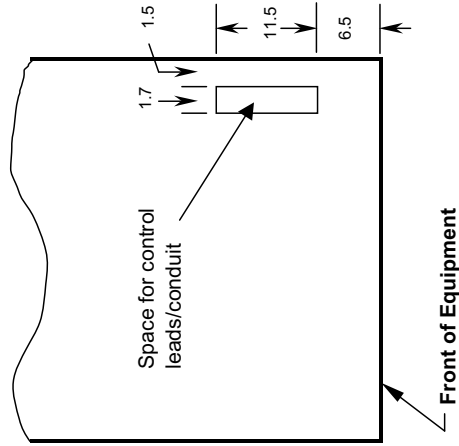 1.5
1.7
11.5
6.5
Space for control
leads/conduit
Front of Equipment